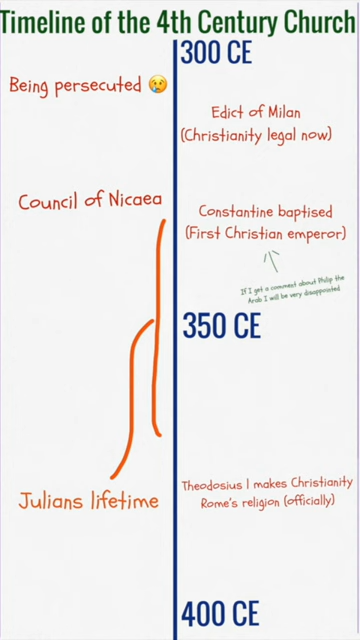 Timeline of the 4th Century Church
300 CE
Being persecuted 😢
Edict of Milan
(Christianity legal now)
Council of Nicaea
Constantine baptised
(First Christian emperor)
If I get a comment about Philip the
Arab I will be very disappointed
350 CE
Theodosius I makes Christianity
Rome's religion (officially)
Julians lifetime
400 CE